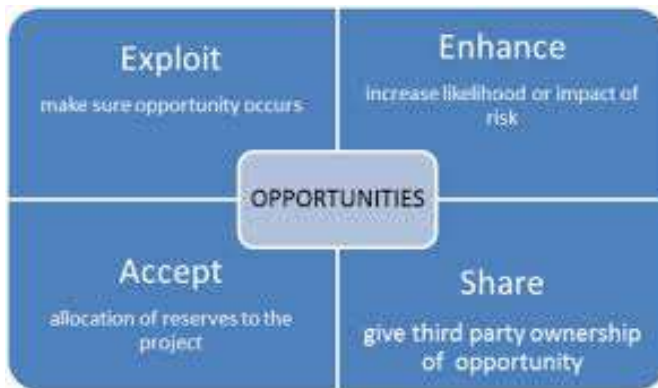 Exploit
make sure opportunity occurs
Enhance
increase likelihood or impact of
risk
OPPORTUNITIES
Accept
allocation of reserves to the
project
Share
give third party ownership
of opportunity